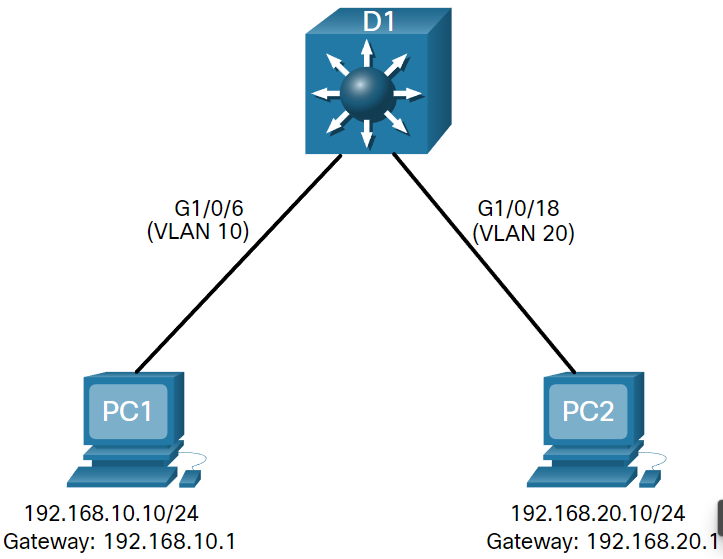 D1
G1/0/6
(VLAN 10)
G1/0/18
(VLAN 20)
PC1
PC2
192.168.10.10/24
Gateway: 192.168.10.1
192.168.20.10/24
Gateway: 192.168.20.1